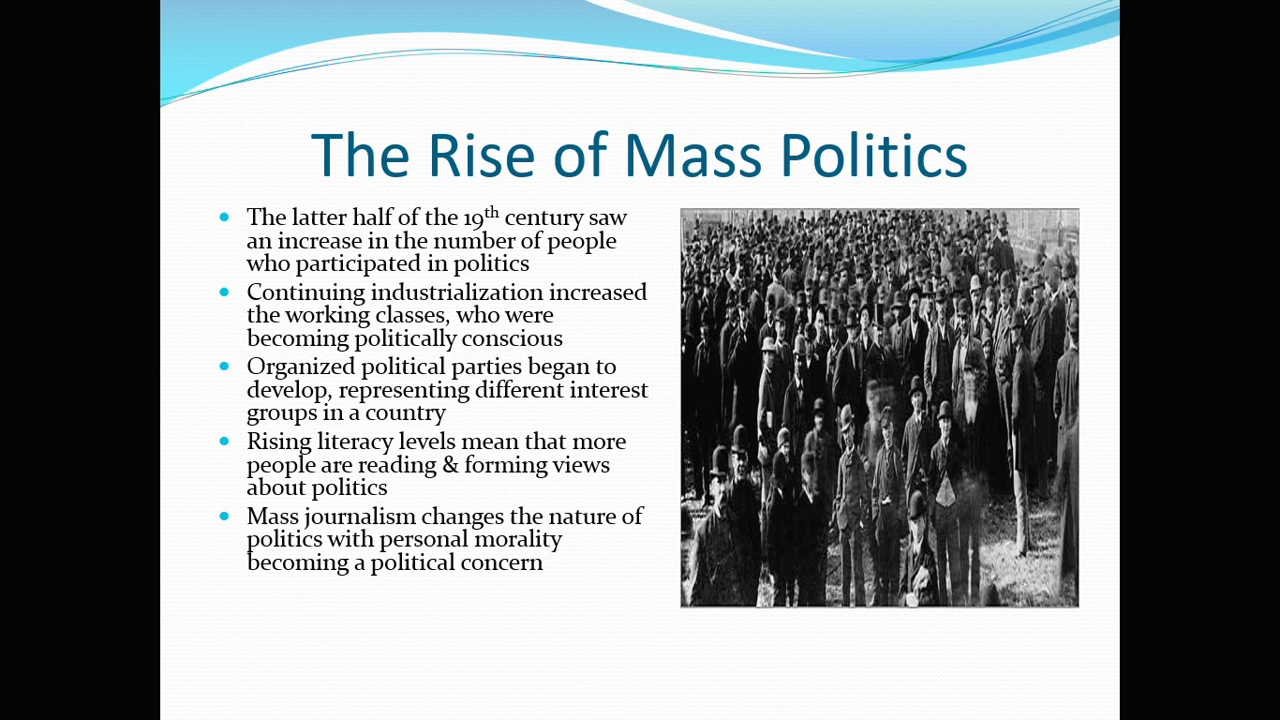 The Rise of Mass Politics
The latter half of the 19th century saw
an increase in the number of people
who participated in politics
Continuing industrialization increased
the working classes, who were
becoming politically conscious
Organized political parties began to
develop, representing different interest
groups in a country
Rising literacy levels mean that more
people are reading & forming views
about politics
Mass journalism changes the nature of
politics with personal morality
becoming a political concern